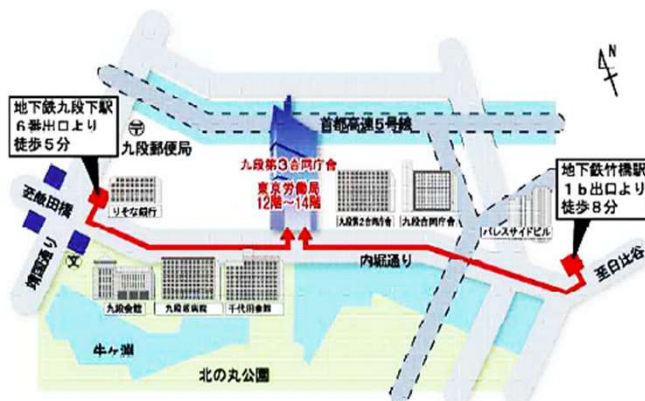 地下鉄九段下駅
6番出口より
徒歩5分
〒
九段郵便局
首都高速5号線
N
九段第3合同庁舎
東京労働局
12階～14階
至飯田橋
りそな銀行
九段第2合同庁舎
九段合同庁舎
パレスサイドビル
地下鉄竹橋駅
1b出口より
徒歩8分
靖国通り
文
内堀通り
至日比谷
九段会館
九段坂病院
千代田会館
牛ヶ淵
北の丸公園